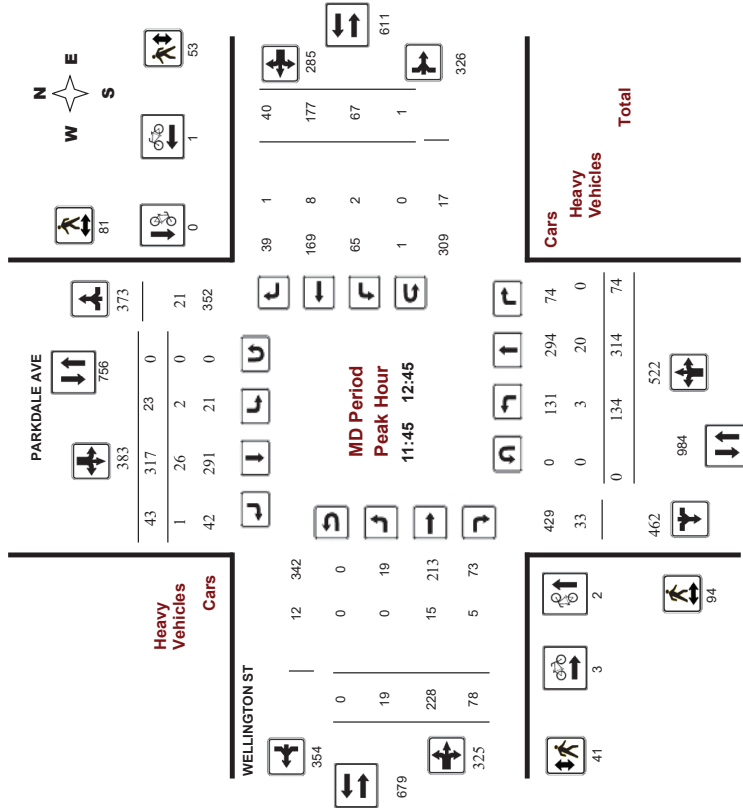 N
W E
S
53
1
0
81
PARKDALE AVE
756
383
373
43 317 23 0
1 26 2 0 21
42 291 21 0 352
Heavy
Vehicles
Cars
611
285
326
39 1 40
169 8 177
65 2 67
1 0 1
309 17
MD Period
Peak Hour
11:45 12:45
WELLINGTON ST
354
679
325
12 342
0 0 0
19 0 19
228 15 213
78 5 73
Cars
Heavy
Vehicles
Total
429 0 131 294 74
33 0 3 20 0
0 134 314 74
462
522
984
2
3
41
94